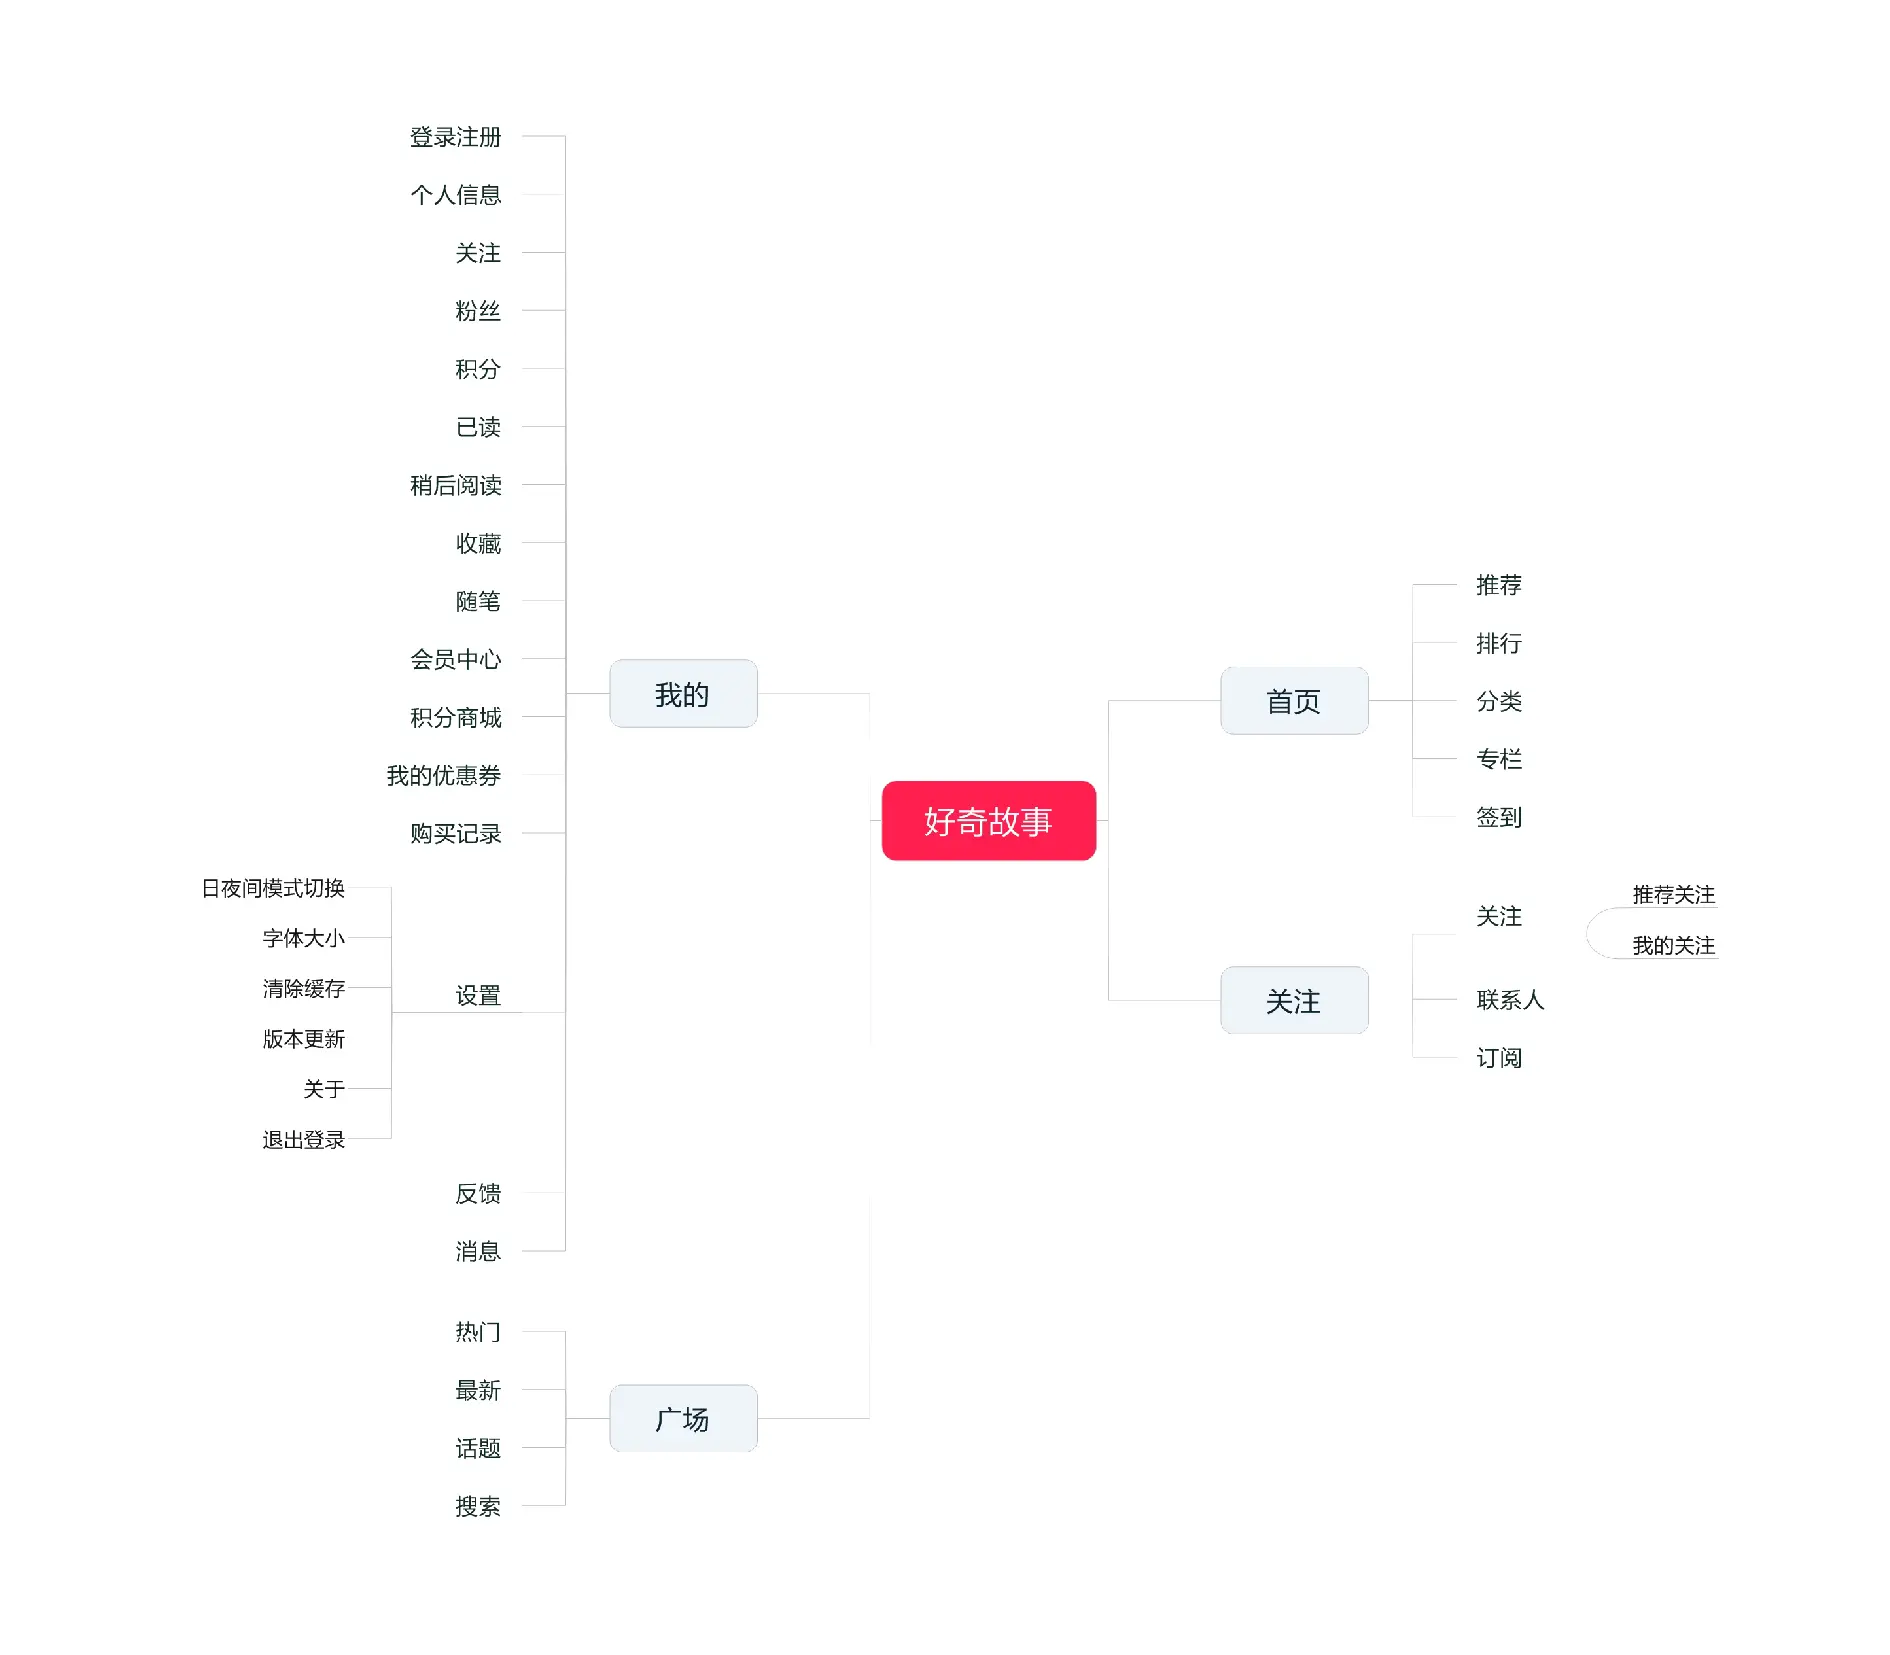 好奇故事
首页
推荐
排行
分类
专栏
签到
关注
关注
推荐关注
我的关注
联系人
订阅
我的
登录注册
个人信息
关注
粉丝
积分
已读
稍后阅读
收藏
随笔
会员中心
积分商城
我的优惠券
购买记录
设置
日夜间模式切换
字体大小
清除缓存
版本更新
关于
退出登录
反馈
消息
广场
热门
最新
话题
搜索